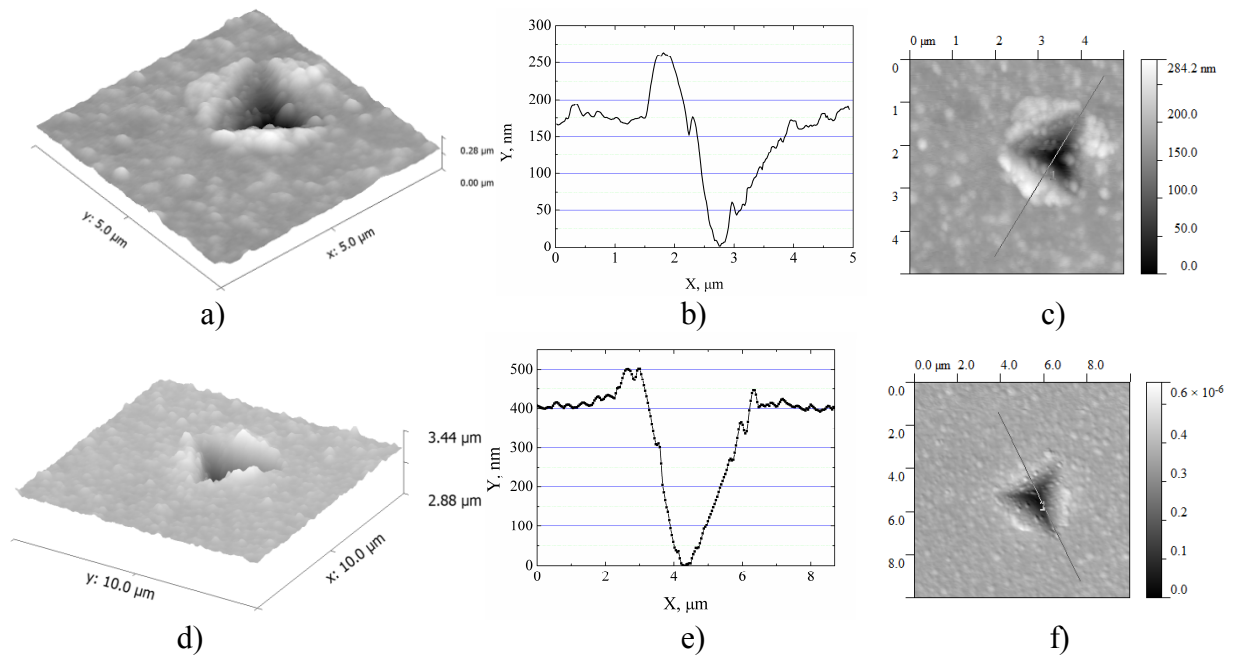 0.28 µm
0.00 µm
y: 5.0 µm
x: 5.0 µm
a)
300
250
200
150
100
50
0
Y, nm
0 1 2 3 4 5
X, µm
b)
0 µm 1 2 3 4
0
1
2
3
4
284.2 nm
200.0
150.0
100.0
50.0
0.0
c)
3.44 µm
2.88 µm
y: 10.0 µm
x: 10.0 µm
d)
500
400
300
200
100
0
Y, nm
0 2 4 6 8
X, µm
e)
0.0 µm 2.0 4.0 6.0 8.0
0.0
2.0
4.0
6.0
8.0
0.6 × 10⁻⁶
0.4
0.3
0.2
0.1
0.0
f)